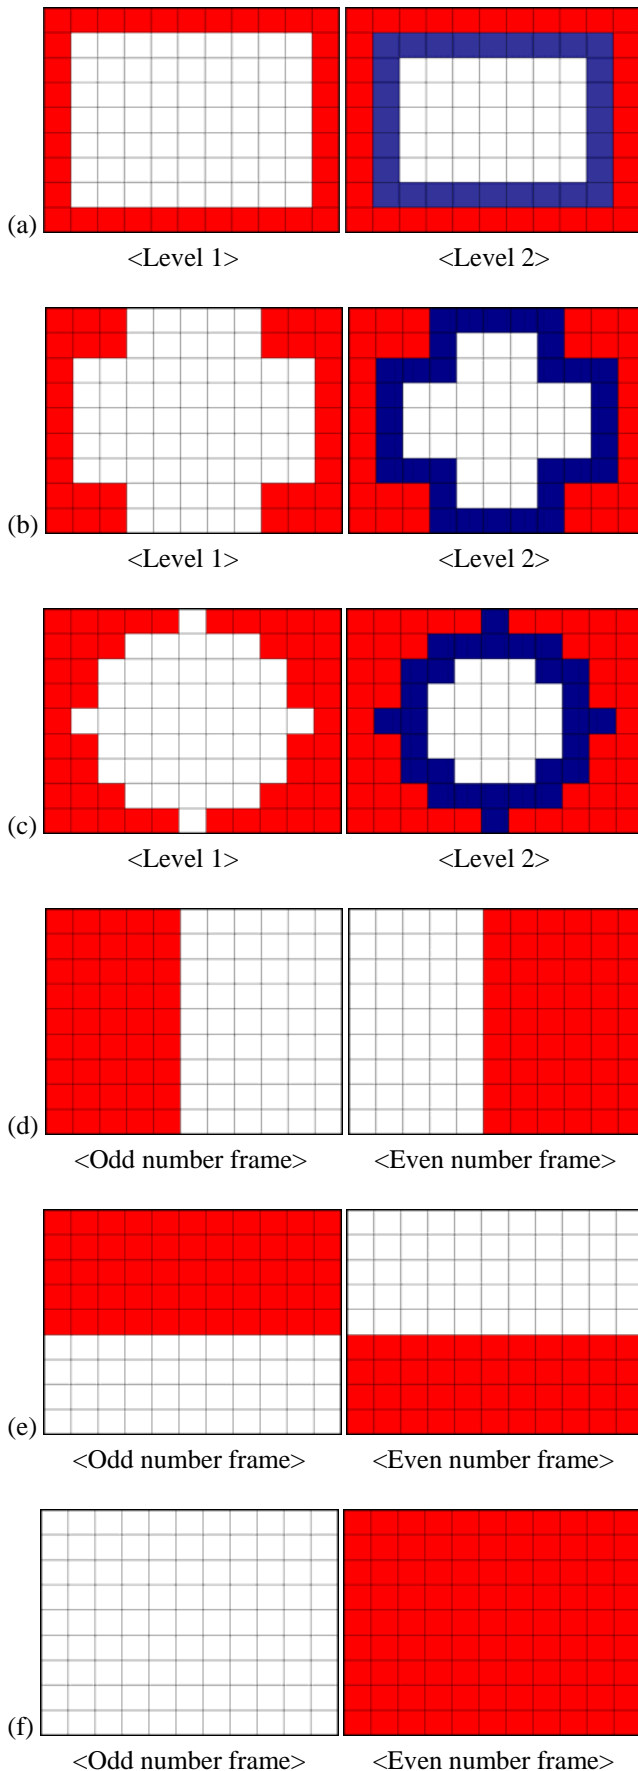 (a)
<Level 1> <Level 2>
(b)
<Level 1> <Level 2>
(c)
<Level 1> <Level 2>
(d)
<Odd number frame> <Even number frame>
(e)
<Odd number frame> <Even number frame>
(f)
<Odd number frame> <Even number frame>